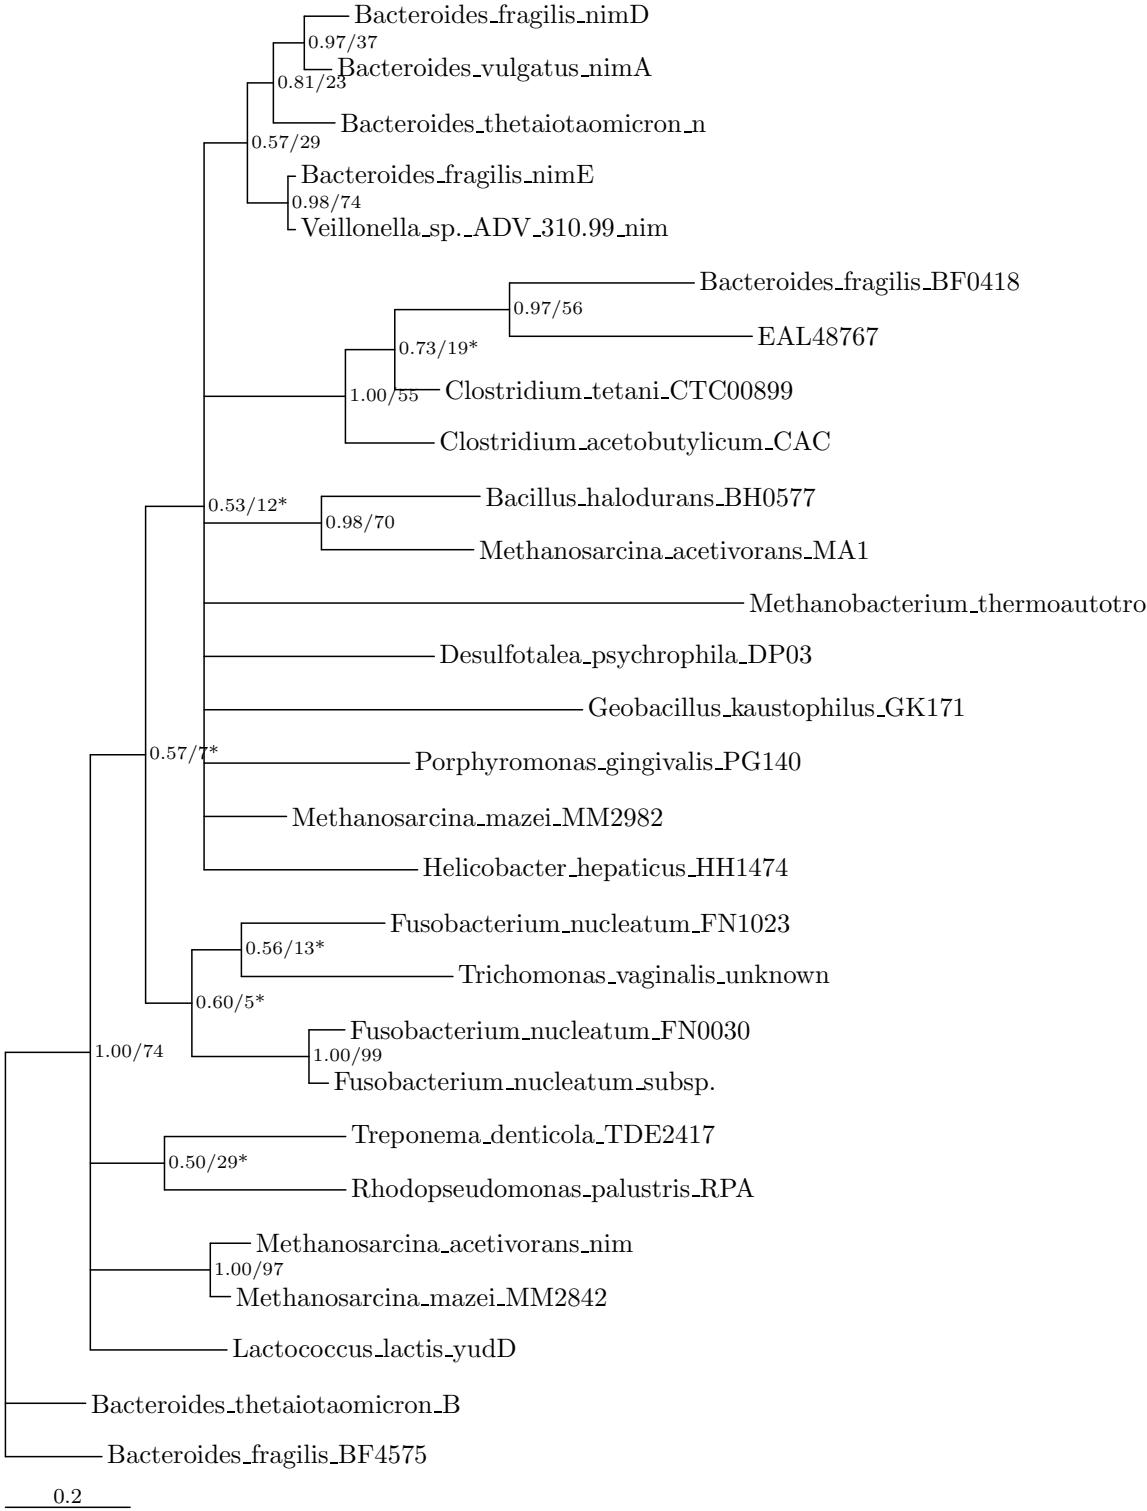 Bacteroides_fragilis_nimD
0.97/37
Bacteroides_vulgatus_nimA
0.81/23
Bacteroides_thetaiotaomicron_n
0.57/29
Bacteroides_fragilis_nimE
0.98/74
Veillonella_sp._ADV_310.99_nim
Bacteroides_fragilis_BF0418
0.97/56
EAL48767
0.73/19*
Clostridium_tetani_CTC00899
1.00/55
Clostridium_acetobutylicum_CAC
Bacillus_halodurans_BH0577
0.53/12*
0.98/70
Methanosarcina_acetivorans_MA1
Methanobacterium_thermoautotro
Desulfotalea_psychrophila_DP03
Geobacillus_kaustophilus_GK171
0.57/7*
Porphyromonas_gingivalis_PG140
Methanosarcina_mazei_MM2982
Helicobacter_hepaticus_HH1474
Fusobacterium_nucleatum_FN1023
0.56/13*
Trichomonas_vaginalis_unknown
0.60/5*
Fusobacterium_nucleatum_FN0030
1.00/74
1.00/99
Fusobacterium_nucleatum_subsp.
Treponema_denticola_TDE2417
0.50/29*
Rhodopseudomonas_palustris_RPA
Methanosarcina_acetivorans_nim
1.00/97
Methanosarcina_mazei_MM2842
Lactococcus_lactis_yudD
Bacteroides_thetaiotaomicron_B
Bacteroides_fragilis_BF4575
0.2